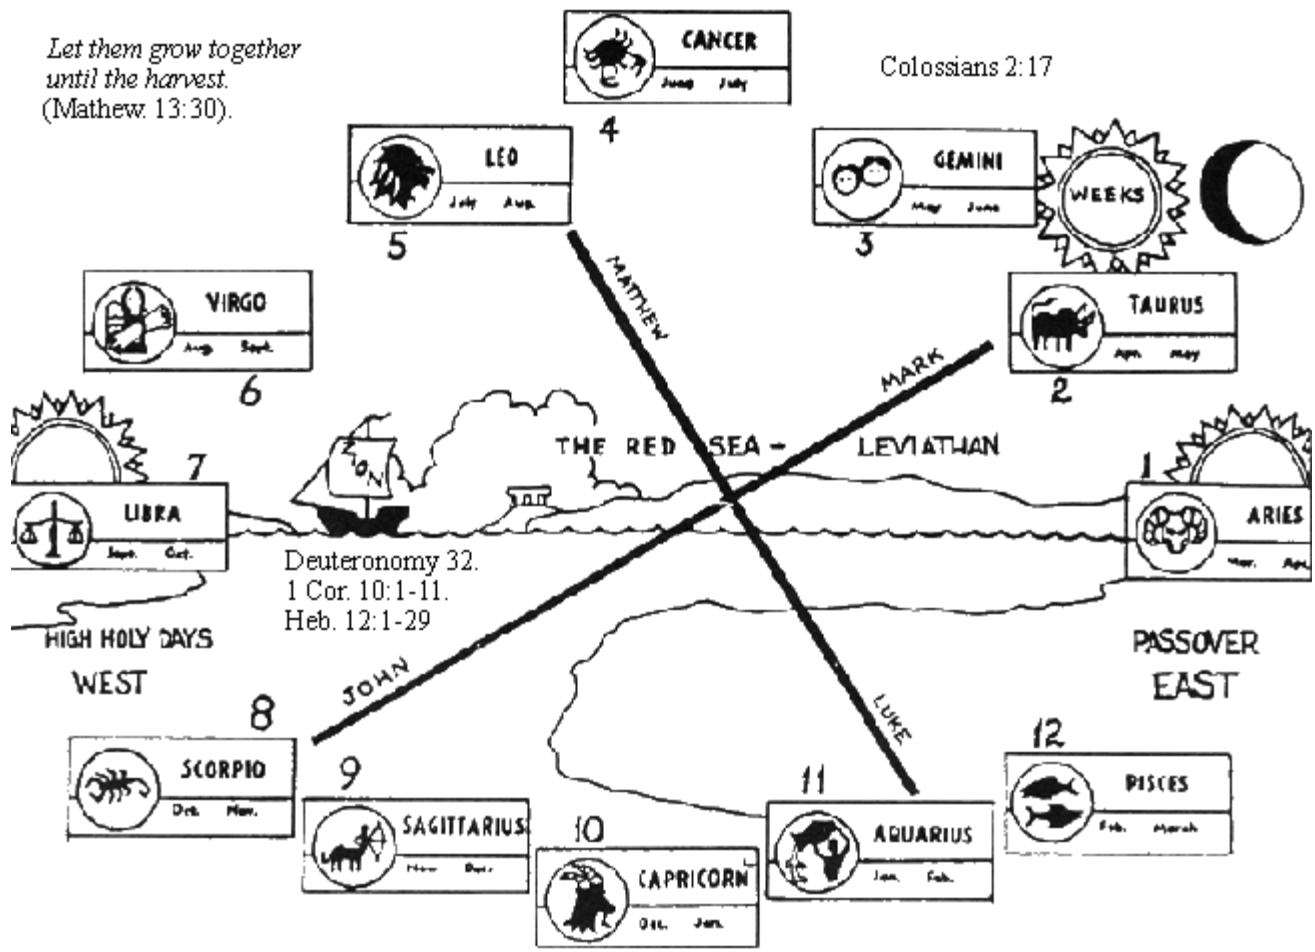 Let them grow together
until the harvest.
(Mathew. 13:30).
CANCER
June July
4
Colossians 2:17
LEO
July Aug.
5
GEMINI
May June
3
WEEKS
VIRGO
Aug. Sept.
6
TAURUS
Apr. May
2
MATTHEW
MARK
THE RED SEA - LEVIATHAN
ZION
7
LIBRA
Sept. Oct.
1
ARIES
Mar. Apr.
Deuteronomy 32.
1 Cor. 10:1-11.
Heb. 12:1-29
HIGH HOLY DAYS
WEST
PASSOVER
EAST
JOHN
LUKE
8
SCORPIO
Oct. Nov.
9
SAGITTARIUS
Nov. Dec.
10
CAPRICORN
Dec. Jan.
11
AQUARIUS
Jan. Feb.
12
PISCES
Feb. March